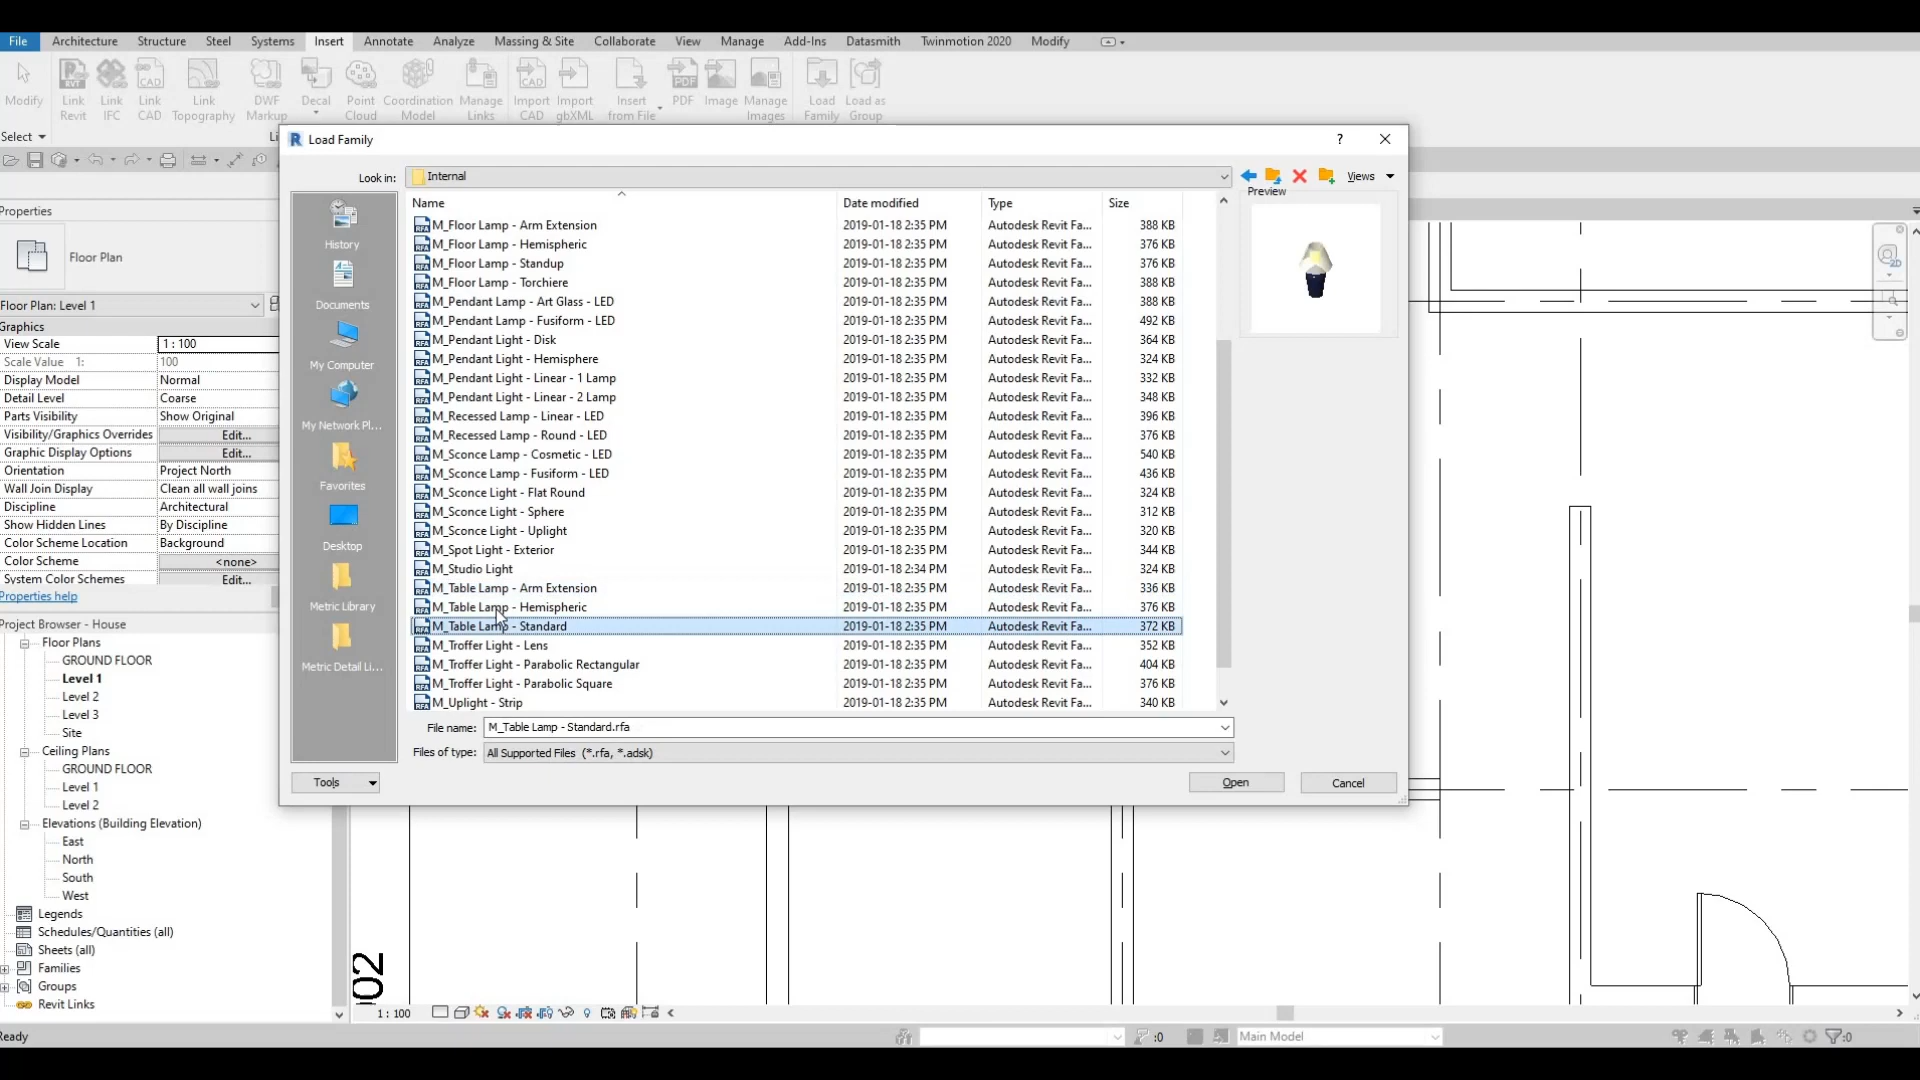 File Architecture Structure Steel Systems Insert Annotate Analyze Massing & Site Collaborate View Manage Add-Ins Datasmith Twinmotion 2020 Modify
Modify
Link Revit
Link IFC
Link CAD
Link Topography
DWF Markup
Decal
Point Cloud
Coordination Model
Manage Links
Import CAD
Import gbXML
Insert from File
PDF
Image
Manage Images
Load Family
Load as Group
Select
Li
Load Family
Look in: Internal
Views
Preview
Name Date modified Type Size
M_Floor Lamp - Arm Extension 2019-01-18 2:35 PM Autodesk Revit Fa... 388 KB
M_Floor Lamp - Hemispheric 2019-01-18 2:35 PM Autodesk Revit Fa... 376 KB
M_Floor Lamp - Standup 2019-01-18 2:35 PM Autodesk Revit Fa... 376 KB
M_Floor Lamp - Torchiere 2019-01-18 2:35 PM Autodesk Revit Fa... 388 KB
M_Pendant Lamp - Art Glass - LED 2019-01-18 2:35 PM Autodesk Revit Fa... 388 KB
M_Pendant Lamp - Fusiform - LED 2019-01-18 2:35 PM Autodesk Revit Fa... 492 KB
M_Pendant Light - Disk 2019-01-18 2:35 PM Autodesk Revit Fa... 364 KB
M_Pendant Light - Hemisphere 2019-01-18 2:35 PM Autodesk Revit Fa... 324 KB
M_Pendant Light - Linear - 1 Lamp 2019-01-18 2:35 PM Autodesk Revit Fa... 332 KB
M_Pendant Light - Linear - 2 Lamp 2019-01-18 2:35 PM Autodesk Revit Fa... 348 KB
M_Recessed Lamp - Linear - LED 2019-01-18 2:35 PM Autodesk Revit Fa... 396 KB
M_Recessed Lamp - Round - LED 2019-01-18 2:35 PM Autodesk Revit Fa... 376 KB
M_Sconce Lamp - Cosmetic - LED 2019-01-18 2:35 PM Autodesk Revit Fa... 540 KB
M_Sconce Lamp - Fusiform - LED 2019-01-18 2:35 PM Autodesk Revit Fa... 436 KB
M_Sconce Light - Flat Round 2019-01-18 2:35 PM Autodesk Revit Fa... 324 KB
M_Sconce Light - Sphere 2019-01-18 2:35 PM Autodesk Revit Fa... 312 KB
M_Sconce Light - Uplight 2019-01-18 2:35 PM Autodesk Revit Fa... 320 KB
M_Spot Light - Exterior 2019-01-18 2:35 PM Autodesk Revit Fa... 344 KB
M_Studio Light 2019-01-18 2:34 PM Autodesk Revit Fa... 324 KB
M_Table Lamp - Arm Extension 2019-01-18 2:35 PM Autodesk Revit Fa... 336 KB
M_Table Lamp - Hemispheric 2019-01-18 2:35 PM Autodesk Revit Fa... 376 KB
M_Table Lamp - Standard 2019-01-18 2:35 PM Autodesk Revit Fa... 372 KB
M_Troffer Light - Lens 2019-01-18 2:35 PM Autodesk Revit Fa... 352 KB
M_Troffer Light - Parabolic Rectangular 2019-01-18 2:35 PM Autodesk Revit Fa... 404 KB
M_Troffer Light - Parabolic Square 2019-01-18 2:35 PM Autodesk Revit Fa... 376 KB
M_Uplight - Strip 2019-01-18 2:35 PM Autodesk Revit Fa... 340 KB
History
Documents
My Computer
My Network Pl...
Favorites
Desktop
Metric Library
Metric Detail Li...
File name: M_Table Lamp - Standard.rfa
Files of type: All Supported Files (*.rfa, *.adsk)
Tools Open Cancel
Properties
Floor Plan
Floor Plan: Level 1
Graphics
View Scale 1 : 100
Scale Value 1: 100
Display Model Normal
Detail Level Coarse
Parts Visibility Show Original
Visibility/Graphics Overrides Edit...
Graphic Display Options Edit...
Orientation Project North
Wall Join Display Clean all wall joins
Discipline Architectural
Show Hidden Lines By Discipline
Color Scheme Location Background
Color Scheme <none>
System Color Schemes Edit...
Properties help
Project Browser - House
Floor Plans
GROUND FLOOR
Level 1
Level 2
Level 3
Site
Ceiling Plans
GROUND FLOOR
Level 1
Level 2
Elevations (Building Elevation)
East
North
South
West
Legends
Schedules/Quantities (all)
Sheets (all)
Families
Groups
Revit Links
2D
1 : 100
Ready
:0
Main Model
:0